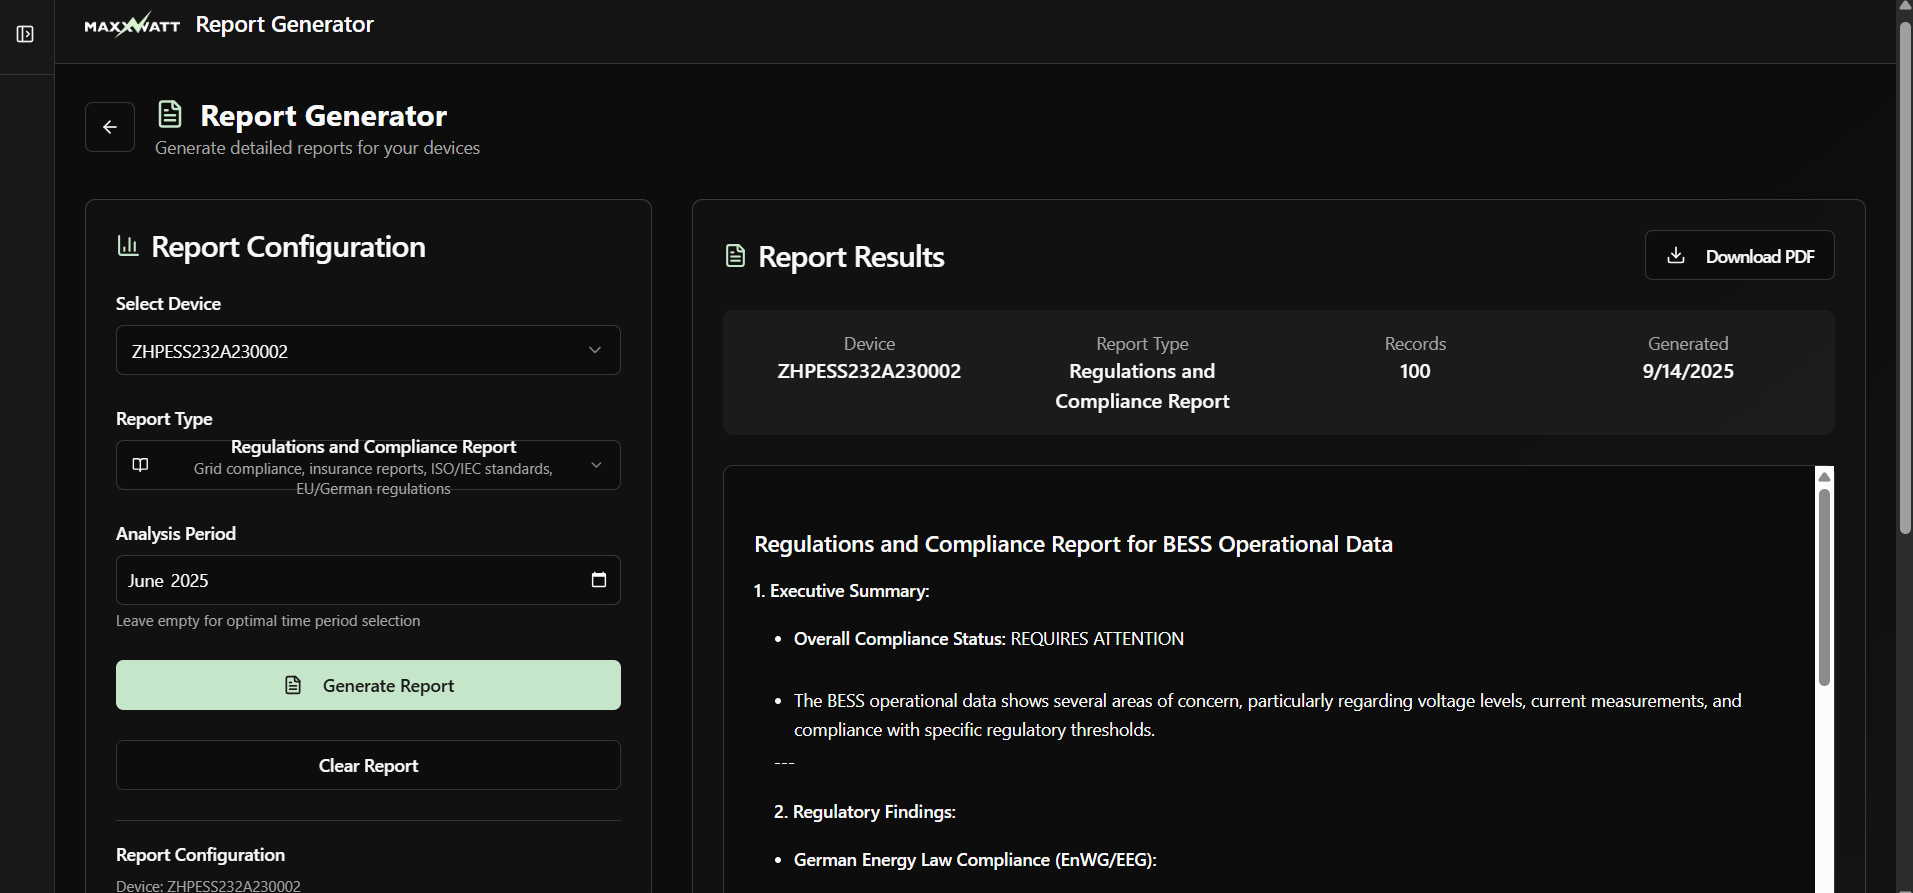 MAXXWATT Report Generator
Report Generator
Generate detailed reports for your devices
Report Configuration
Select Device
ZHPESS232A230002
Report Type
Regulations and Compliance Report
Grid compliance, insurance reports, ISO/IEC standards,
EU/German regulations
Analysis Period
June 2025
Leave empty for optimal time period selection
Generate Report
Clear Report
Report Configuration
Device: ZHPESS232A230002
Report Results
Download PDF
Device
ZHPESS232A230002
Report Type
Regulations and
Compliance Report
Records
100
Generated
9/14/2025
Regulations and Compliance Report for BESS Operational Data
1. Executive Summary:
• Overall Compliance Status: REQUIRES ATTENTION
• The BESS operational data shows several areas of concern, particularly regarding voltage levels, current measurements, and
compliance with specific regulatory thresholds.
---
2. Regulatory Findings:
• German Energy Law Compliance (EnWG/EEG):